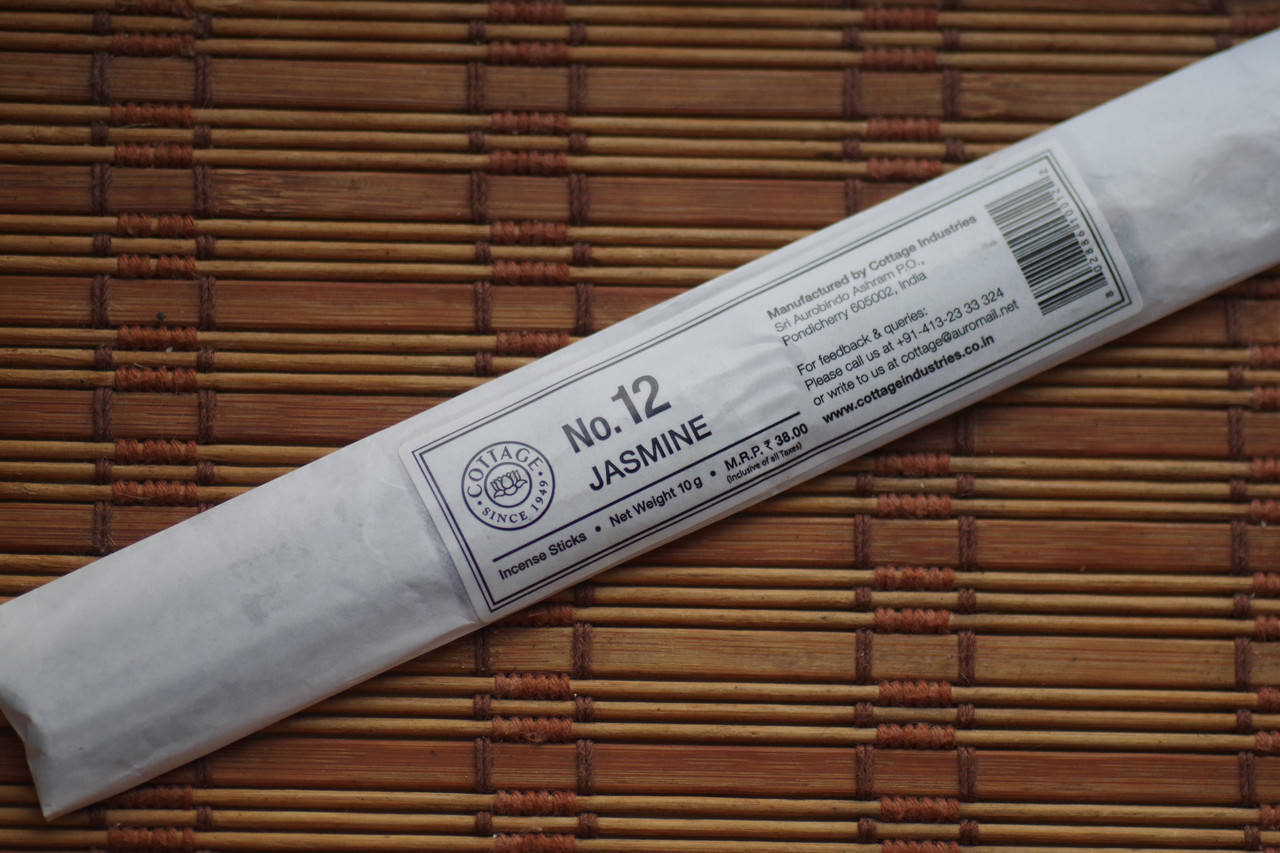 COTTAGE
SINCE 1949
No.12
JASMINE
Incense Sticks • Net Weight 10 g • M.R.P. ₹ 38.00
(Inclusive of all Taxes)
Manufactured by Cottage Industries
Sri Aurobindo Ashram P.O.,
Pondicherry 605002, India
For feedback & queries:
Please call us at +91-413-23 33 324
or write to us at cottage@auromail.net
www.cottageindustries.co.in